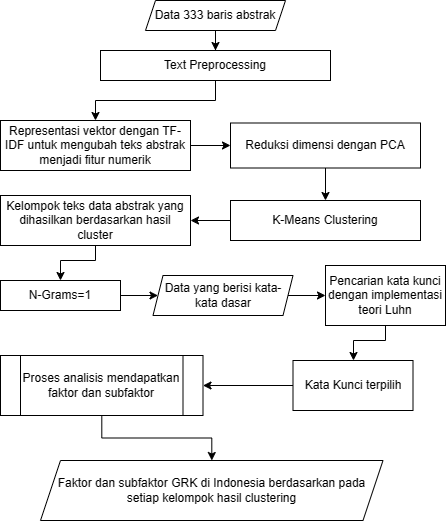 Data 333 baris abstrak
Text Preprocessing
Representasi vektor dengan TF-
IDF untuk mengubah teks abstrak
menjadi fitur numerik
Reduksi dimensi dengan PCA
Kelompok teks data abstrak yang
dihasilkan berdasarkan hasil
cluster
K-Means Clustering
N-Grams=1
Data yang berisi kata-
kata dasar
Pencarian kata kunci
dengan implementasi
teori Luhn
Proses analisis mendapatkan
faktor dan subfaktor
Kata Kunci terpilih
Faktor dan subfaktor GRK di Indonesia berdasarkan pada
setiap kelompok hasil clustering